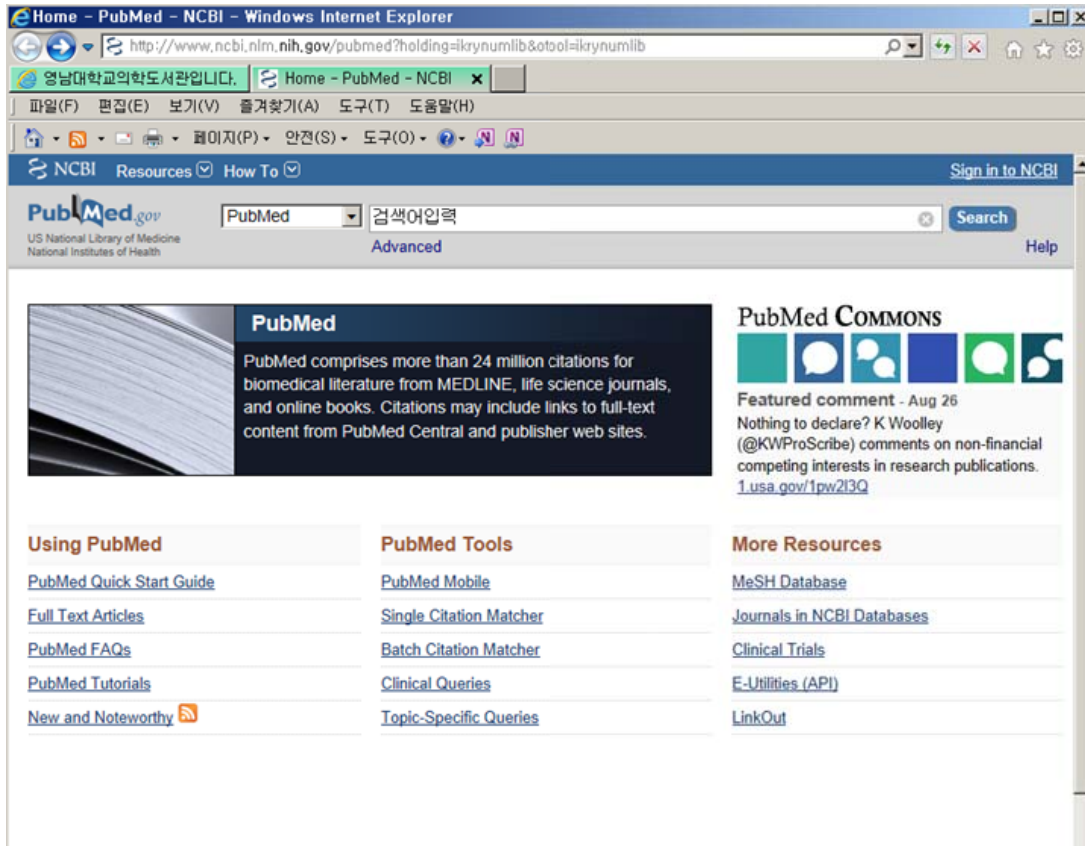 Home - PubMed - NCBI - Windows Internet Explorer
http://www.ncbi.nlm.nih.gov/pubmed?holding=ikrynumlib&otool=ikrynumlib
영남대학교의학도서관입니다. Home - PubMed - NCBI
파일(F) 편집(E) 보기(V) 즐겨찾기(A) 도구(T) 도움말(H)
페이지(P) 안전(S) 도구(O)
NCBI Resources How To Sign in to NCBI
PubMed.gov PubMed 검색어입력 Search
US National Library of Medicine
National Institutes of Health
Advanced Help
PubMed
PubMed comprises more than 24 million citations for
biomedical literature from MEDLINE, life science journals,
and online books. Citations may include links to full-text
content from PubMed Central and publisher web sites.
PubMed COMMONS
Featured comment - Aug 26
Nothing to declare? K Woolley
(@KWProScribe) comments on non-financial
competing interests in research publications.
1.usa.gov/1pw2I3Q
Using PubMed
PubMed Quick Start Guide
Full Text Articles
PubMed FAQs
PubMed Tutorials
New and Noteworthy
PubMed Tools
PubMed Mobile
Single Citation Matcher
Batch Citation Matcher
Clinical Queries
Topic-Specific Queries
More Resources
MeSH Database
Journals in NCBI Databases
Clinical Trials
E-Utilities (API)
LinkOut